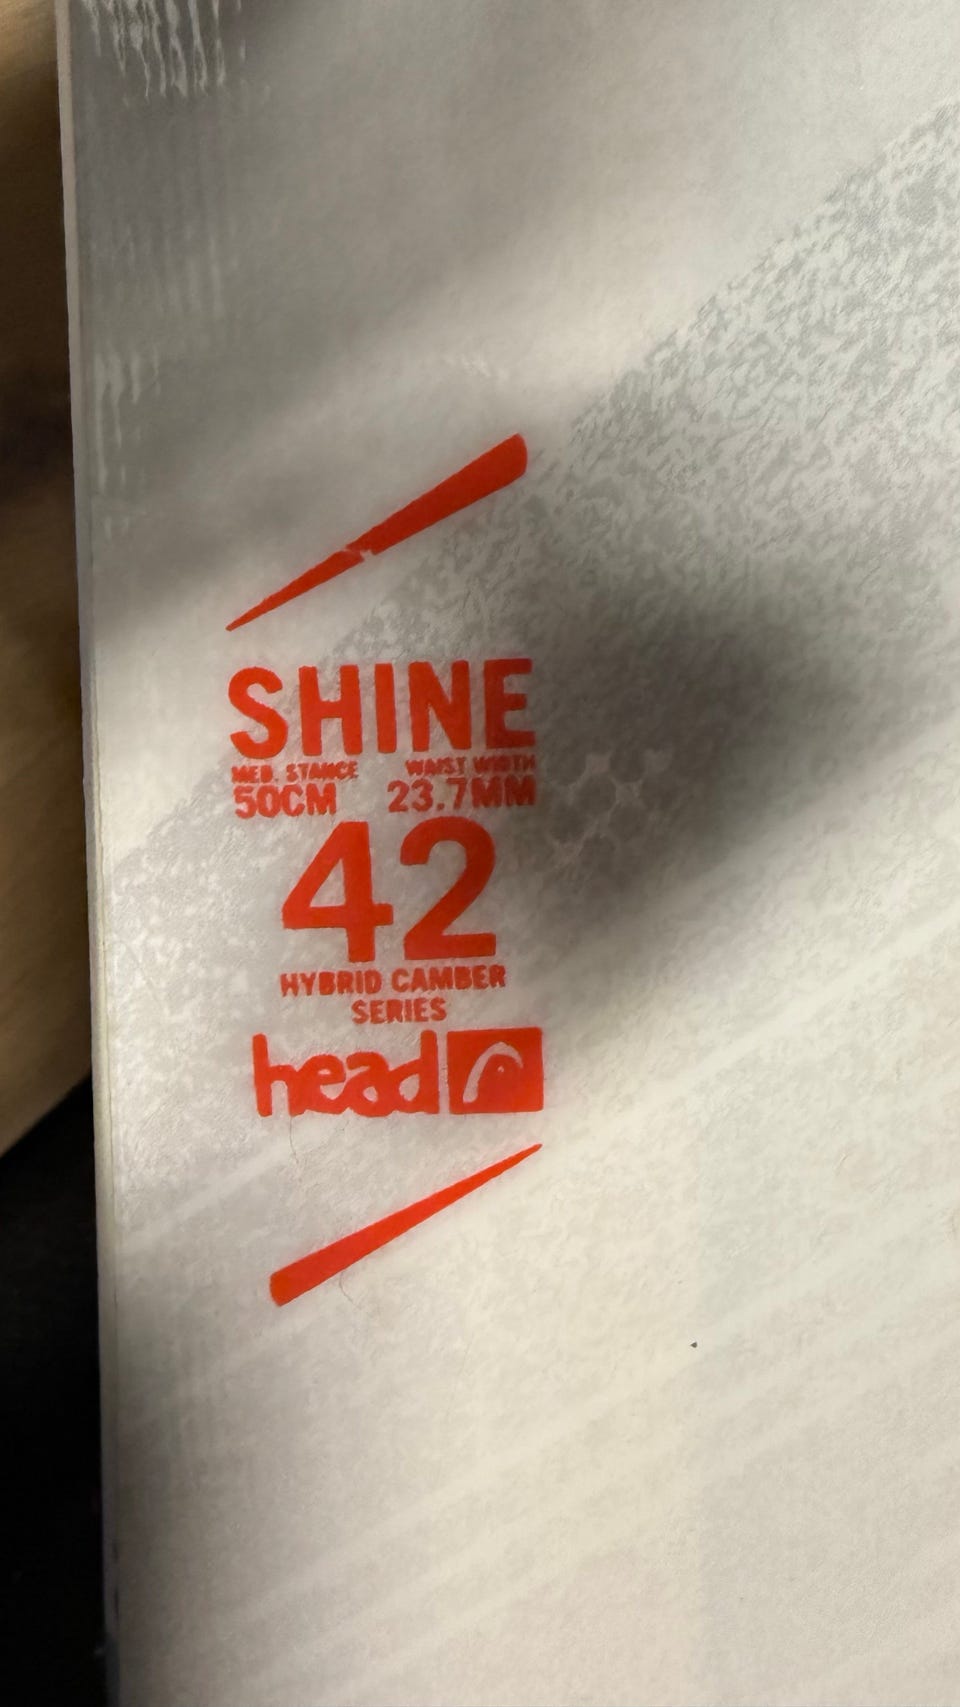 SHINE
MED. STANCE WAIST WIDTH
50CM 23.7MM
42
HYBRID CAMBER
SERIES
head